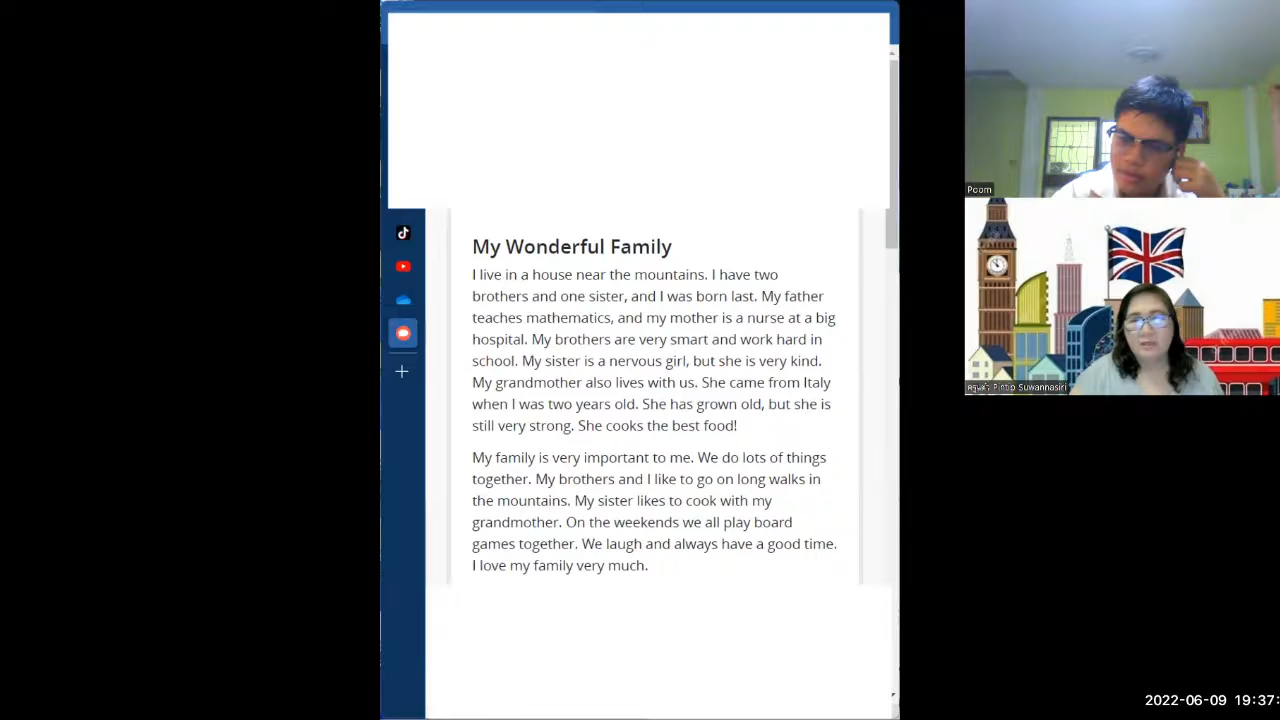 My Wonderful Family
I live in a house near the mountains. I have two
brothers and one sister, and I was born last. My father
teaches mathematics, and my mother is a nurse at a big
hospital. My brothers are very smart and work hard in
school. My sister is a nervous girl, but she is very kind.
My grandmother also lives with us. She came from Italy
when I was two years old. She has grown old, but she is
still very strong. She cooks the best food!
My family is very important to me. We do lots of things
together. My brothers and I like to go on long walks in
the mountains. My sister likes to cook with my
grandmother. On the weekends we all play board
games together. We laugh and always have a good time.
I love my family very much.
Poom
Pintip Suwannasiri
2022-06-09 19:37: